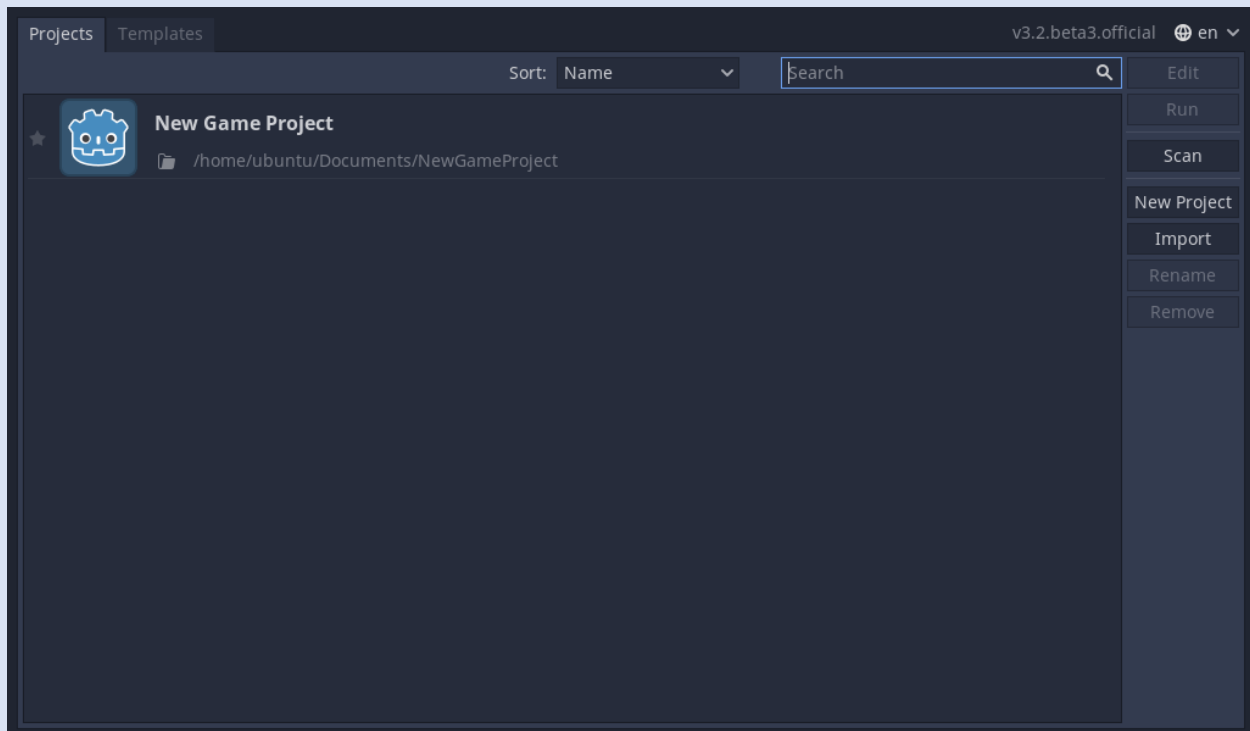 Projects Templates v3.2.beta3.official en
Sort: Name Search Edit
Run
New Game Project
/home/ubuntu/Documents/NewGameProject
Scan
New Project
Import
Rename
Remove